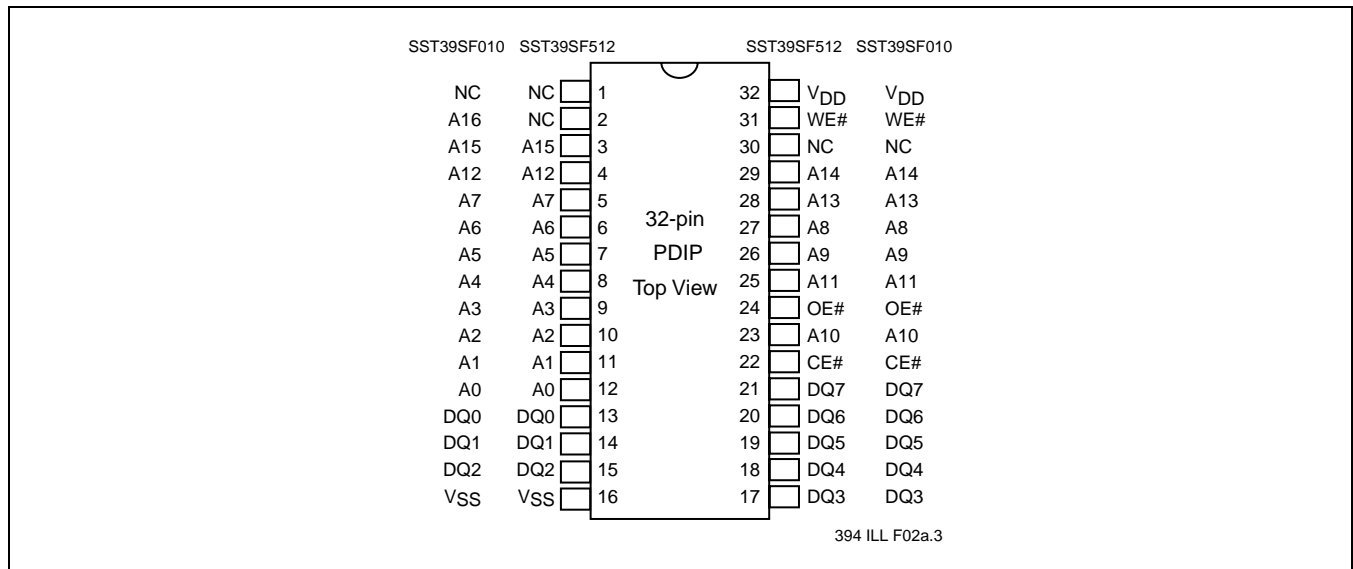 SST39SF010 SST39SF512 SST39SF512 SST39SF010
NC NC 1 32 VDD VDD
A16 NC 2 31 WE# WE#
A15 A15 3 30 NC NC
A12 A12 4 29 A14 A14
A7 A7 5 28 A13 A13
A6 A6 6 32-pin 27 A8 A8
A5 A5 7 PDIP 26 A9 A9
A4 A4 8 Top View 25 A11 A11
A3 A3 9 24 OE# OE#
A2 A2 10 23 A10 A10
A1 A1 11 22 CE# CE#
A0 A0 12 21 DQ7 DQ7
DQ0 DQ0 13 20 DQ6 DQ6
DQ1 DQ1 14 19 DQ5 DQ5
DQ2 DQ2 15 18 DQ4 DQ4
VSS VSS 16 17 DQ3 DQ3
394 ILL F02a.3